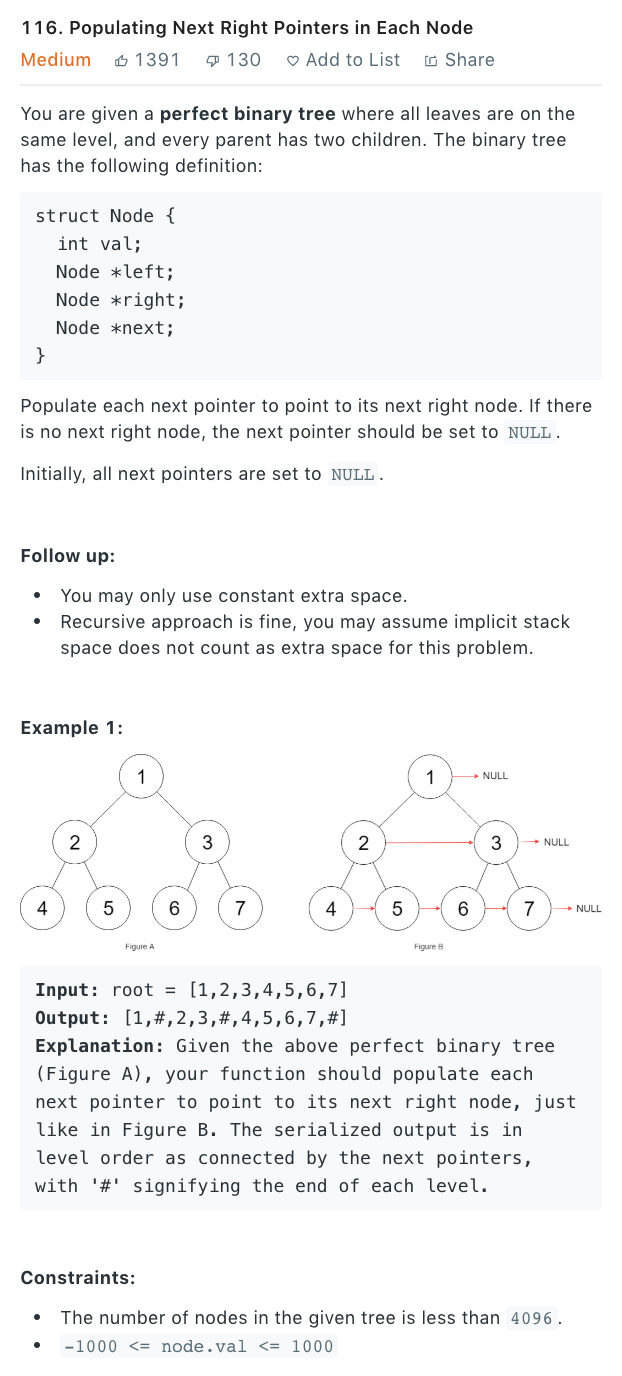 116. Populating Next Right Pointers in Each Node
Medium 1391 130 Add to List Share
You are given a perfect binary tree where all leaves are on the
same level, and every parent has two children. The binary tree
has the following definition:
struct Node {
  int val;
  Node *left;
  Node *right;
  Node *next;
}
Populate each next pointer to point to its next right node. If there
is no next right node, the next pointer should be set to NULL.
Initially, all next pointers are set to NULL.
Follow up:
• You may only use constant extra space.
• Recursive approach is fine, you may assume implicit stack
space does not count as extra space for this problem.
Example 1:
1 1 NULL
2 3 2 3 NULL
4 5 6 7 4 5 6 7 NULL
Figure A Figure B
Input: root = [1,2,3,4,5,6,7]
Output: [1,#,2,3,#,4,5,6,7,#]
Explanation: Given the above perfect binary tree
(Figure A), your function should populate each
next pointer to point to its next right node, just
like in Figure B. The serialized output is in
level order as connected by the next pointers,
with '#' signifying the end of each level.
Constraints:
• The number of nodes in the given tree is less than 4096.
• -1000 <= node.val <= 1000